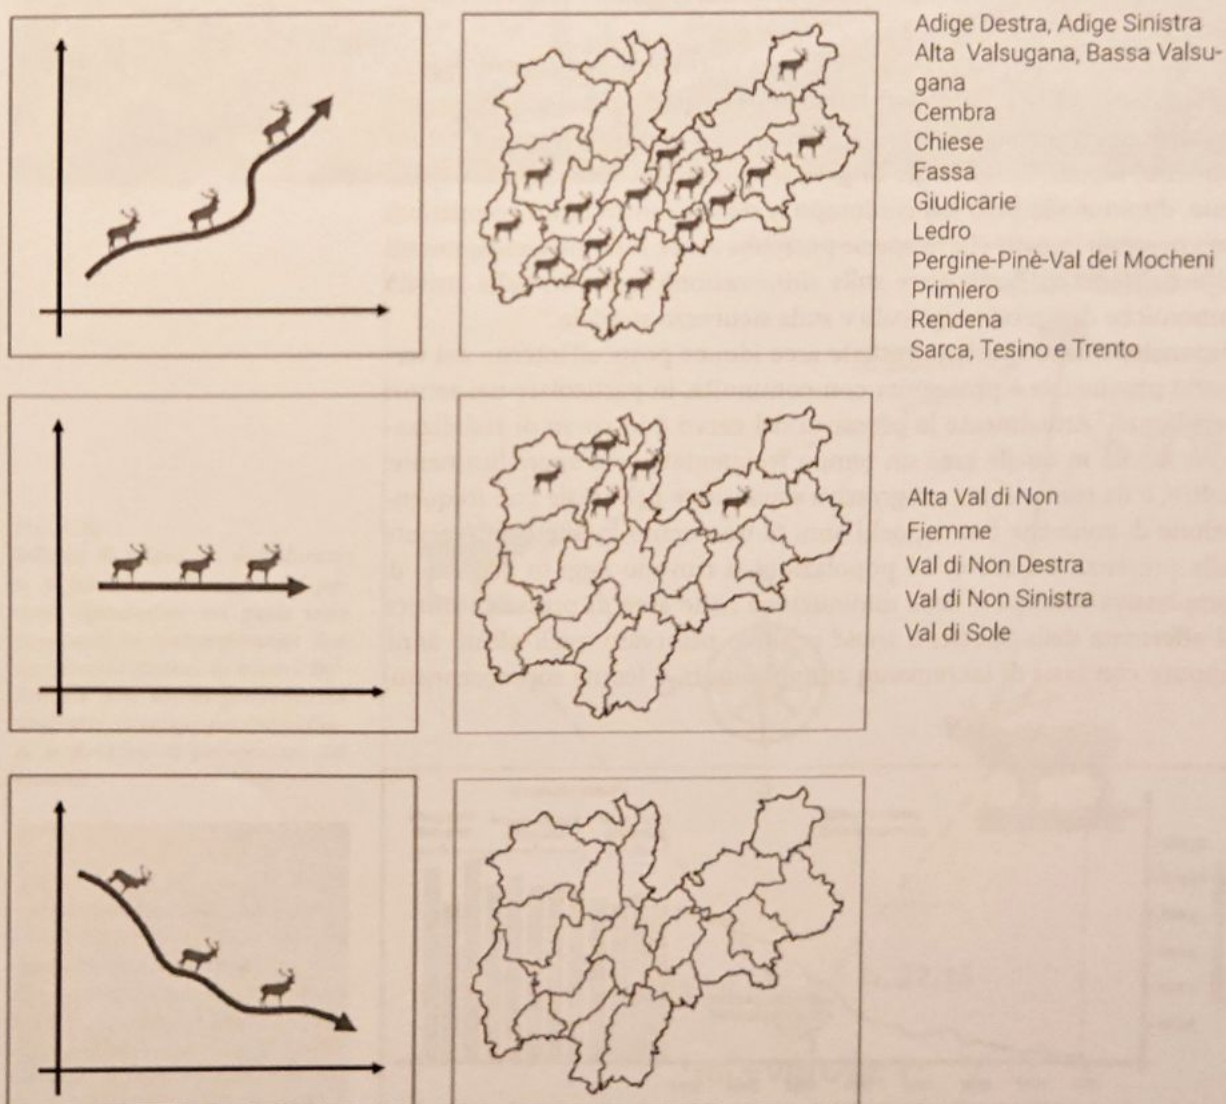 Adige Destra, Adige Sinistra
Alta Valsugana, Bassa Valsu-
gana
Cembra
Chiese
Fassa
Giudicarie
Ledro
Pergine-Pinè-Val dei Mocheni
Primiero
Rendena
Sarca, Tesino e Trento
Alta Val di Non
Fiemme
Val di Non Destra
Val di Non Sinistra
Val di Sole